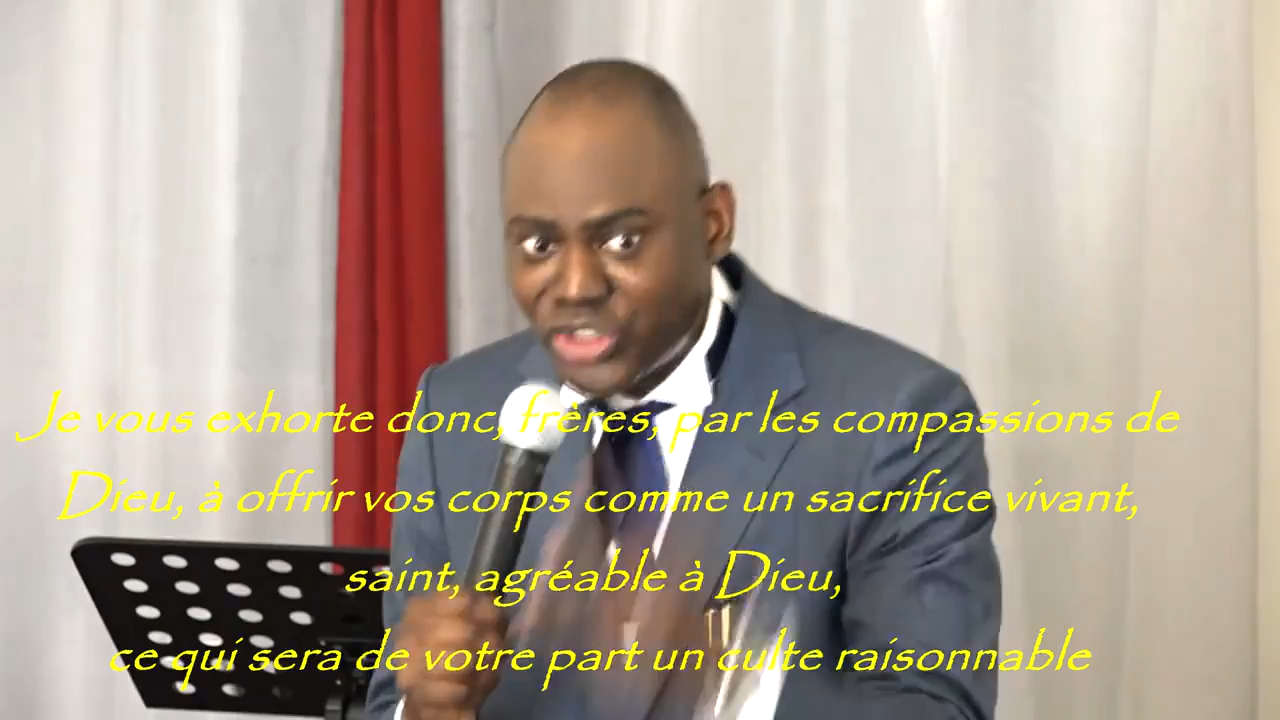 Je vous exhorte donc, frères, par les compassions de
Dieu, à offrir vos corps comme un sacrifice vivant,
saint, agréable à Dieu,
ce qui sera de votre part un culte raisonnable